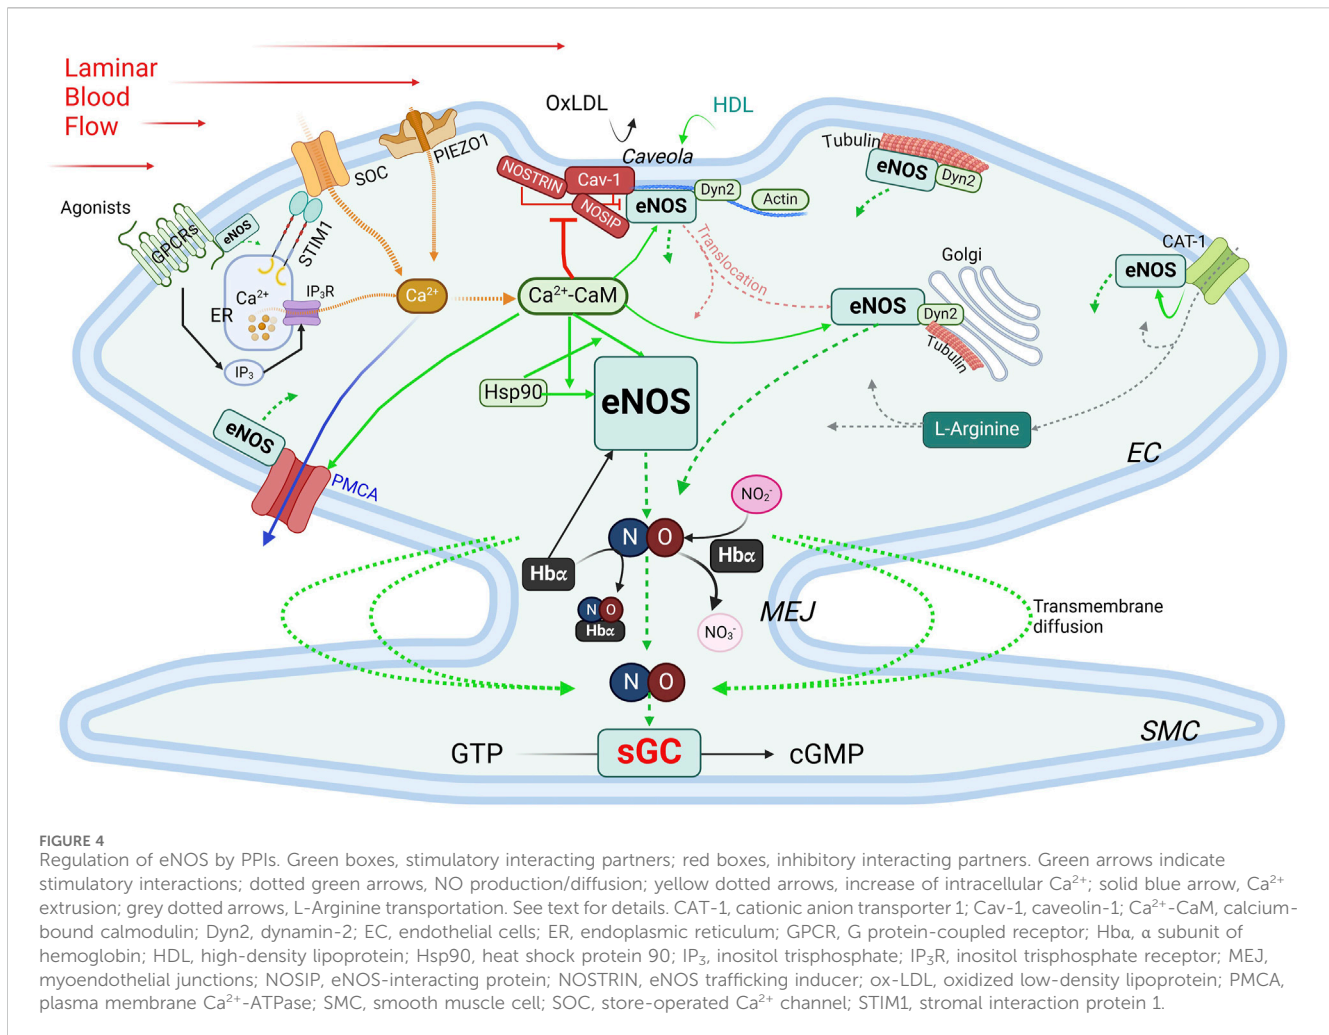 Laminar
Blood
Flow
OxLDL
HDL
Caveola
PIEZO1
SOC
NOSTRIN
Cav-1
NOSIP
eNOS
Dyn2
Actin
Tubulin
eNOS
Dyn2
Agonists
GPCRs
eNOS
STIM1
Ca²⁺
ER
IP₃R
IP₃
Ca²⁺
Ca²⁺-CaM
Translocation
Golgi
eNOS
Dyn2
Tubulin
CAT-1
eNOS
Hsp90
eNOS
L-Arginine
EC
eNOS
PMCA
NO₂⁻
N O
Hbα
Hbα
N O
Hbα
NO₃⁻
MEJ
Transmembrane
diffusion
N O
SMC
GTP
sGC
cGMP
FIGURE 4
Regulation of eNOS by PPIs. Green boxes, stimulatory interacting partners; red boxes, inhibitory interacting partners. Green arrows indicate
stimulatory interactions; dotted green arrows, NO production/diffusion; yellow dotted arrows, increase of intracellular Ca²⁺; solid blue arrow, Ca²⁺
extrusion; grey dotted arrows, L-Arginine transportation. See text for details. CAT-1, cationic anion transporter 1; Cav-1, caveolin-1; Ca²⁺-CaM, calcium-
bound calmodulin; Dyn2, dynamin-2; EC, endothelial cells; ER, endoplasmic reticulum; GPCR, G protein-coupled receptor; Hbα, α subunit of
hemoglobin; HDL, high-density lipoprotein; Hsp90, heat shock protein 90; IP₃, inositol trisphosphate; IP₃R, inositol trisphosphate receptor; MEJ,
myoendothelial junctions; NOSIP, eNOS-interacting protein; NOSTRIN, eNOS trafficking inducer; ox-LDL, oxidized low-density lipoprotein; PMCA,
plasma membrane Ca²⁺-ATPase; SMC, smooth muscle cell; SOC, store-operated Ca²⁺ channel; STIM1, stromal interaction protein 1.